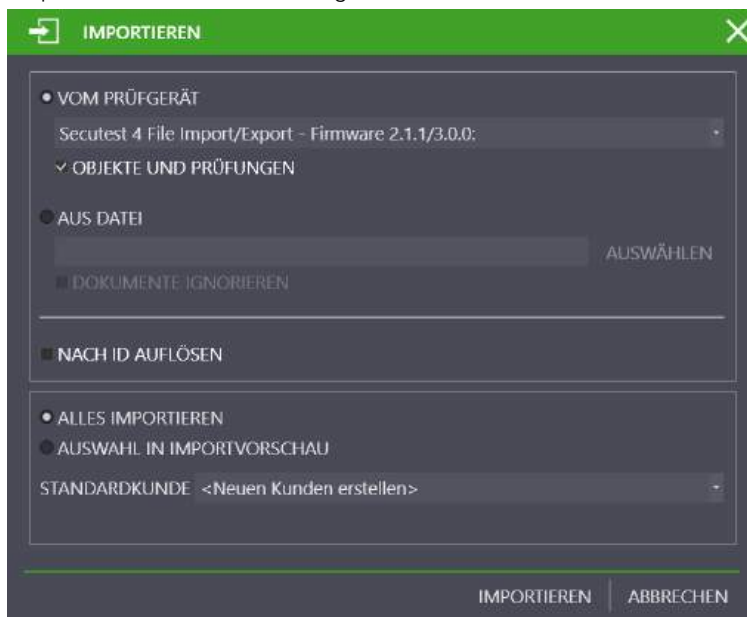 IMPORTIEREN
VOM PRÜFGERÄT
Secutest 4 File Import/Export - Firmware 2.1.1/3.0.0:
OBJEKTE UND PRÜFUNGEN
AUS DATEI
AUSWÄHLEN
DOKUMENTE IGNORIEREN
NACH ID AUFLÖSEN
ALLES IMPORTIEREN
AUSWAHL IN IMPORTVORSCHAU
STANDARDKUNDE <Neuen Kunden erstellen>
IMPORTIEREN ABBRECHEN